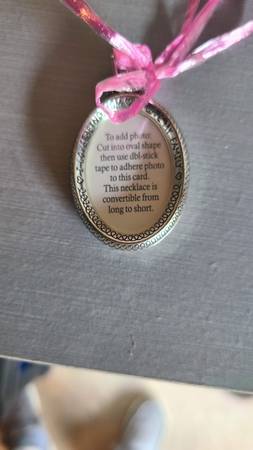 To add photo:
Cut into oval shape
then use dbl-stick
tape to adhere photo
to this card.
This necklace is
convertible from
long to short.
FAMILY